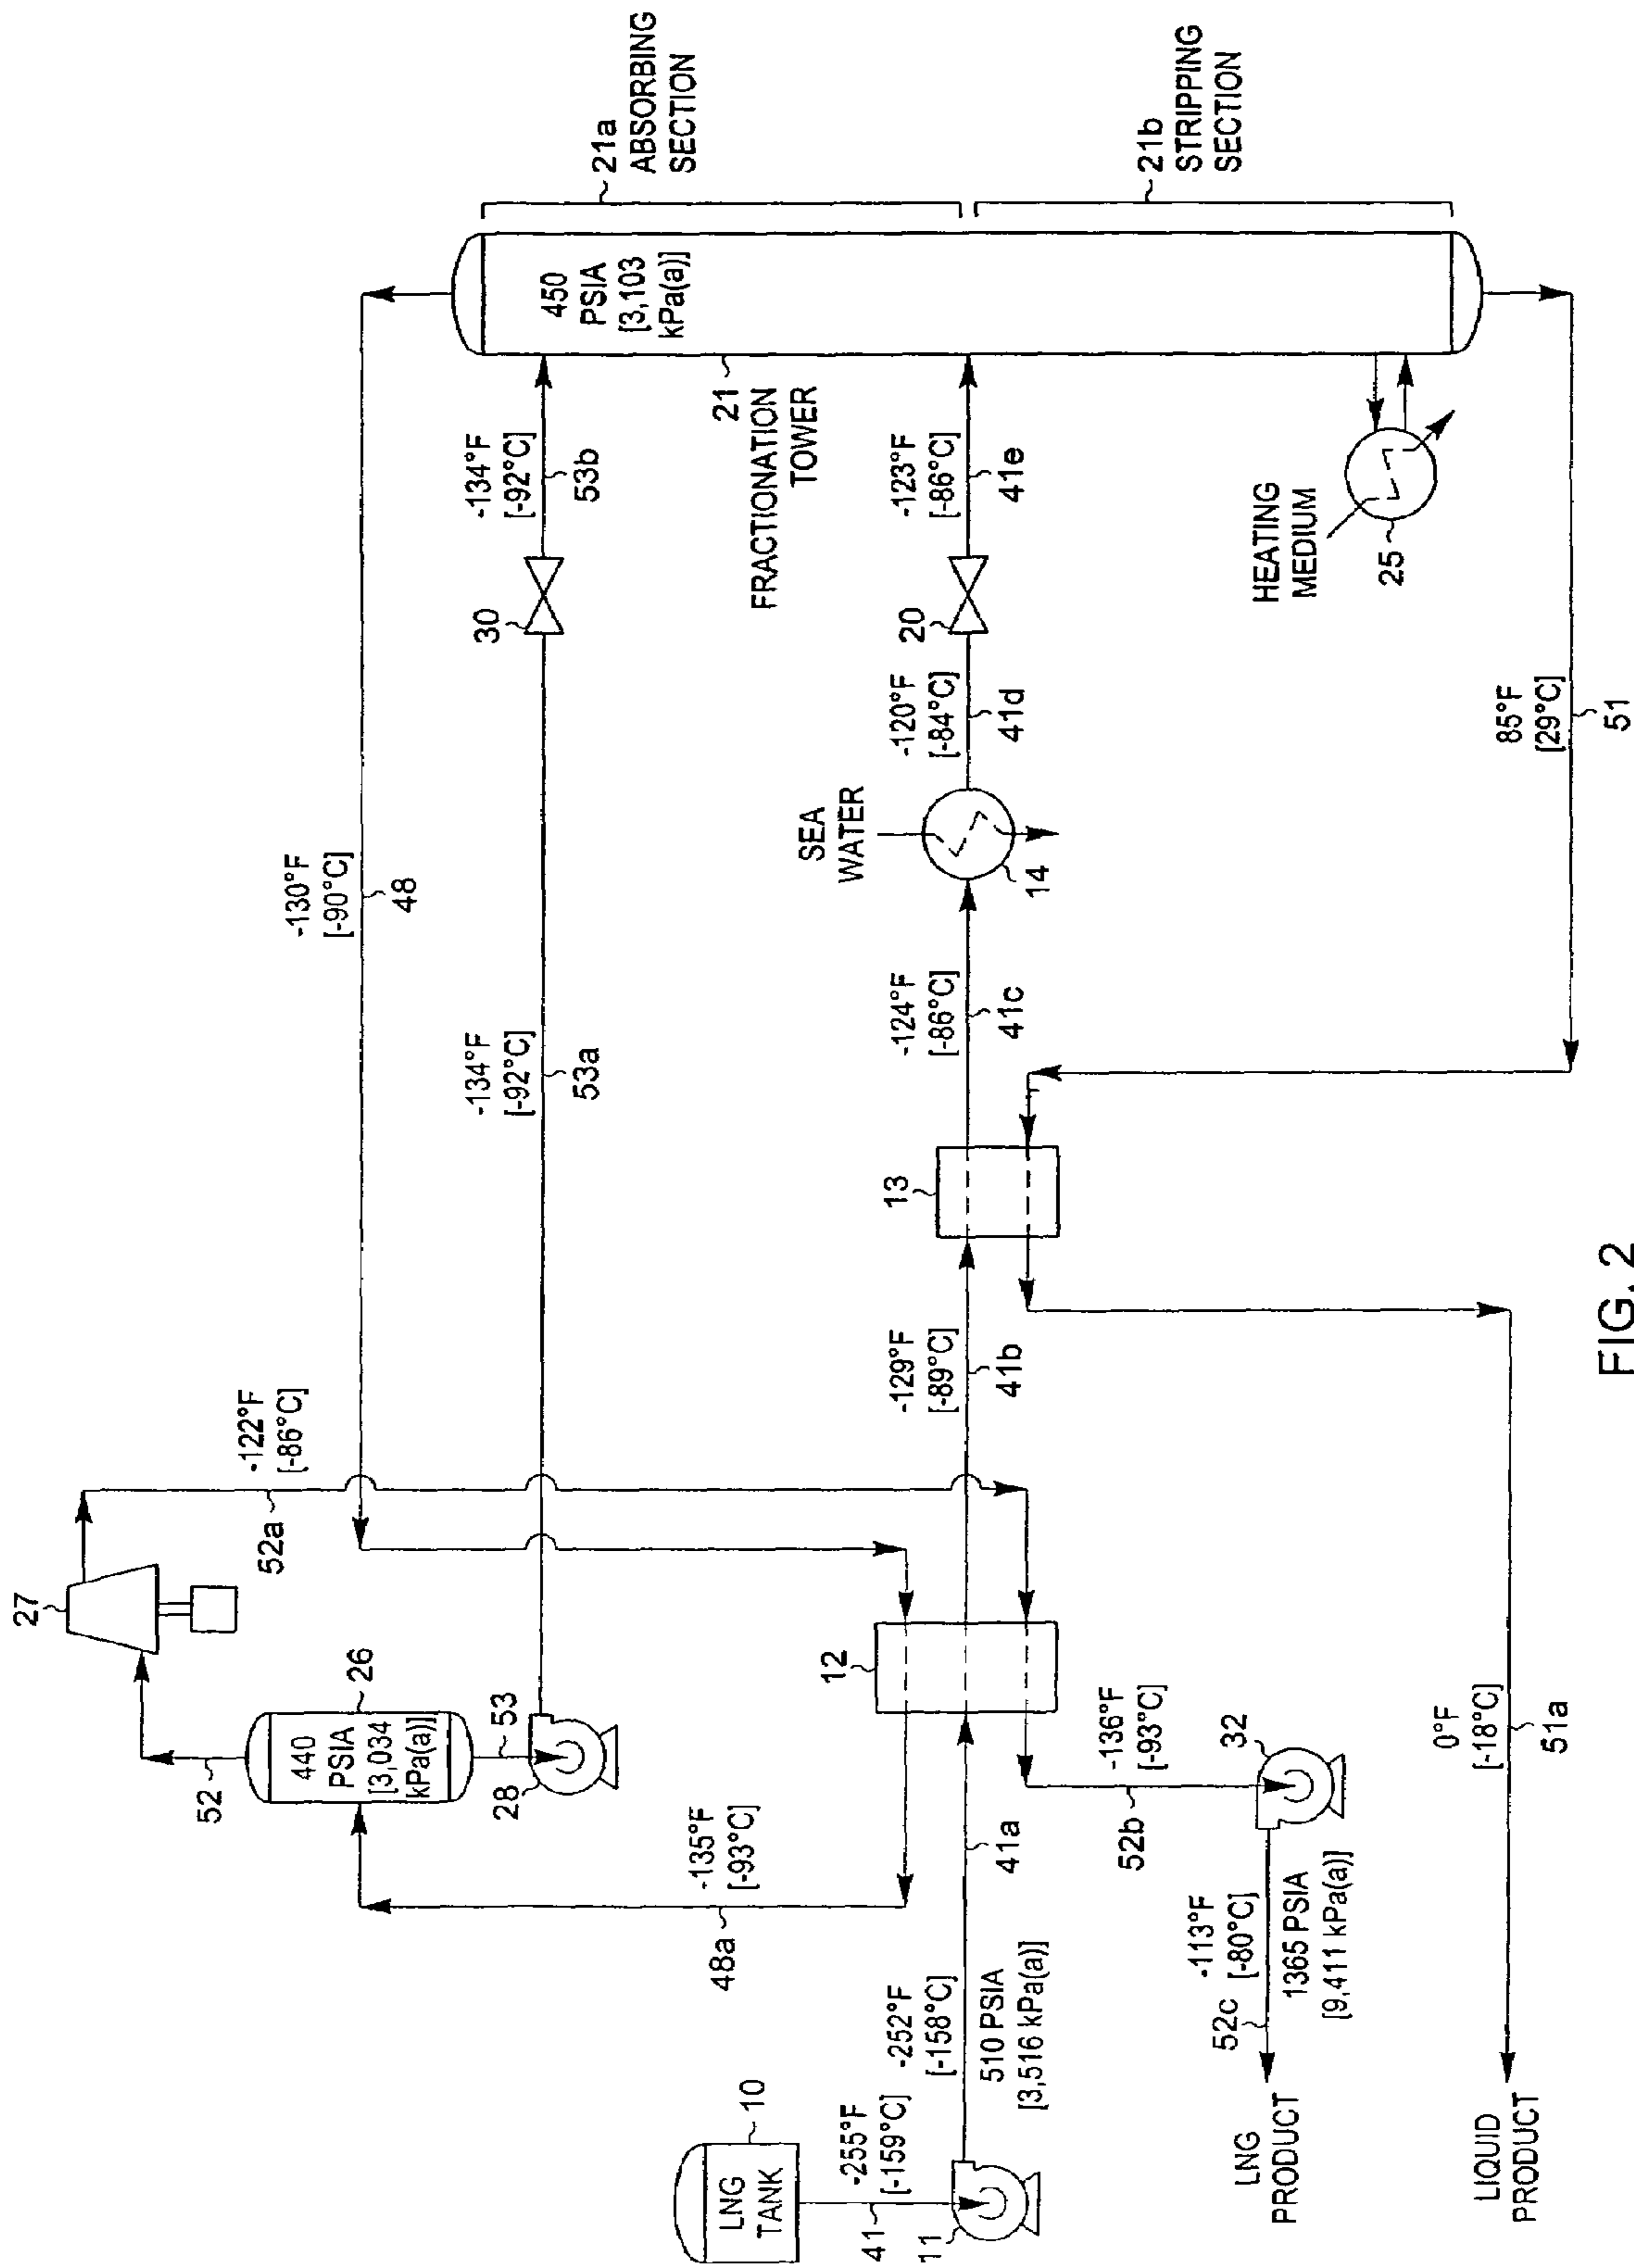 27
52a
-122°F
[-86°C]
48
-130°F
[-90°C]
52
26
440
PSIA
[3,034
kPa(a)]
28
53
53a
-134°F
[-92°C]
30
53b
-134°F
[-92°C]
450
PSIA
[3,103
kPa(a)]
21
FRACTIONATION
TOWER
21a
ABSORBING
SECTION
21b
STRIPPING
SECTION
48a
-135°F
[-93°C]
10
LNG
TANK
41
-255°F
[-159°C]
11
-252°F
[-158°C]
510 PSIA
[3,516 kPa(a)]
41a
12
-129°F
[-89°C]
41b
13
-124°F
[-86°C]
41c
SEA
WATER
14
-120°F
[-84°C]
41d
20
-123°F
[-86°C]
41e
HEATING
MEDIUM
25
52b
-136°F
[-93°C]
32
52c
-113°F
[-80°C]
1365 PSIA
[9,411 kPa(a)]
LNG
PRODUCT
LIQUID
PRODUCT
0°F
[-18°C]
51a
85°F
[29°C]
51
FIG. 2